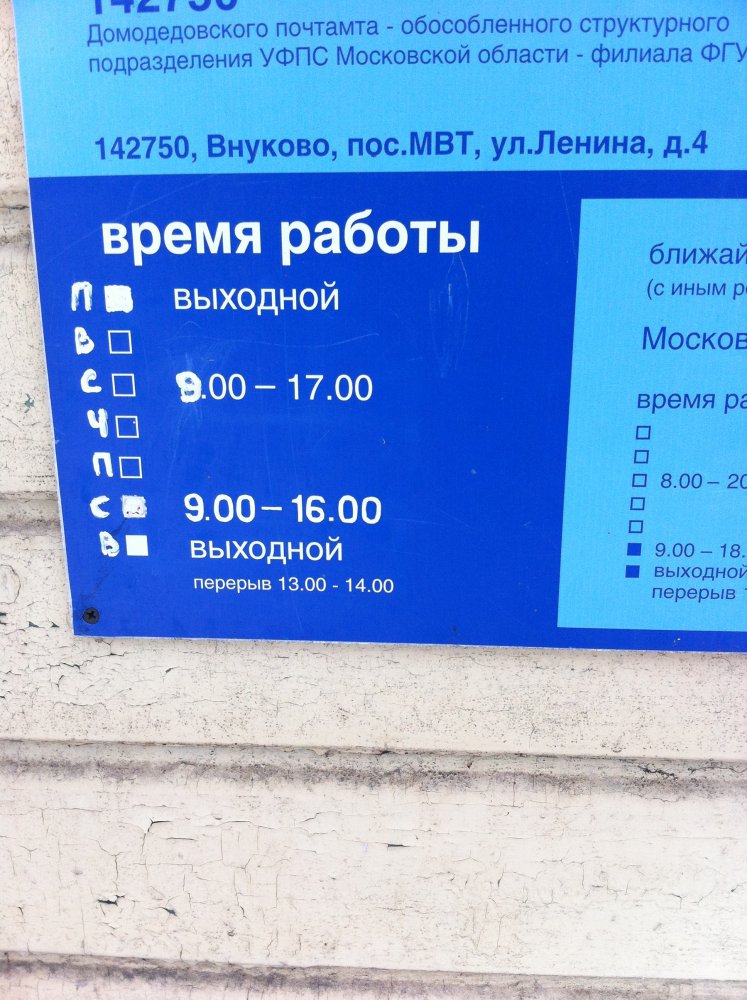 142750
Домодедовского почтамта - обособленного структурного
подразделения УФПС Московской области - филиала ФГУ
142750, Внуково, пос.МВТ, ул.Ленина, д.4
время работы
П выходной
В
С 9.00 – 17.00
Ч
П
С 9.00 – 16.00
В выходной
перерыв 13.00 - 14.00
ближай
(с иным р
Москов
время ра
8.00 – 20
9.00 – 18.
выходной
перерыв 1